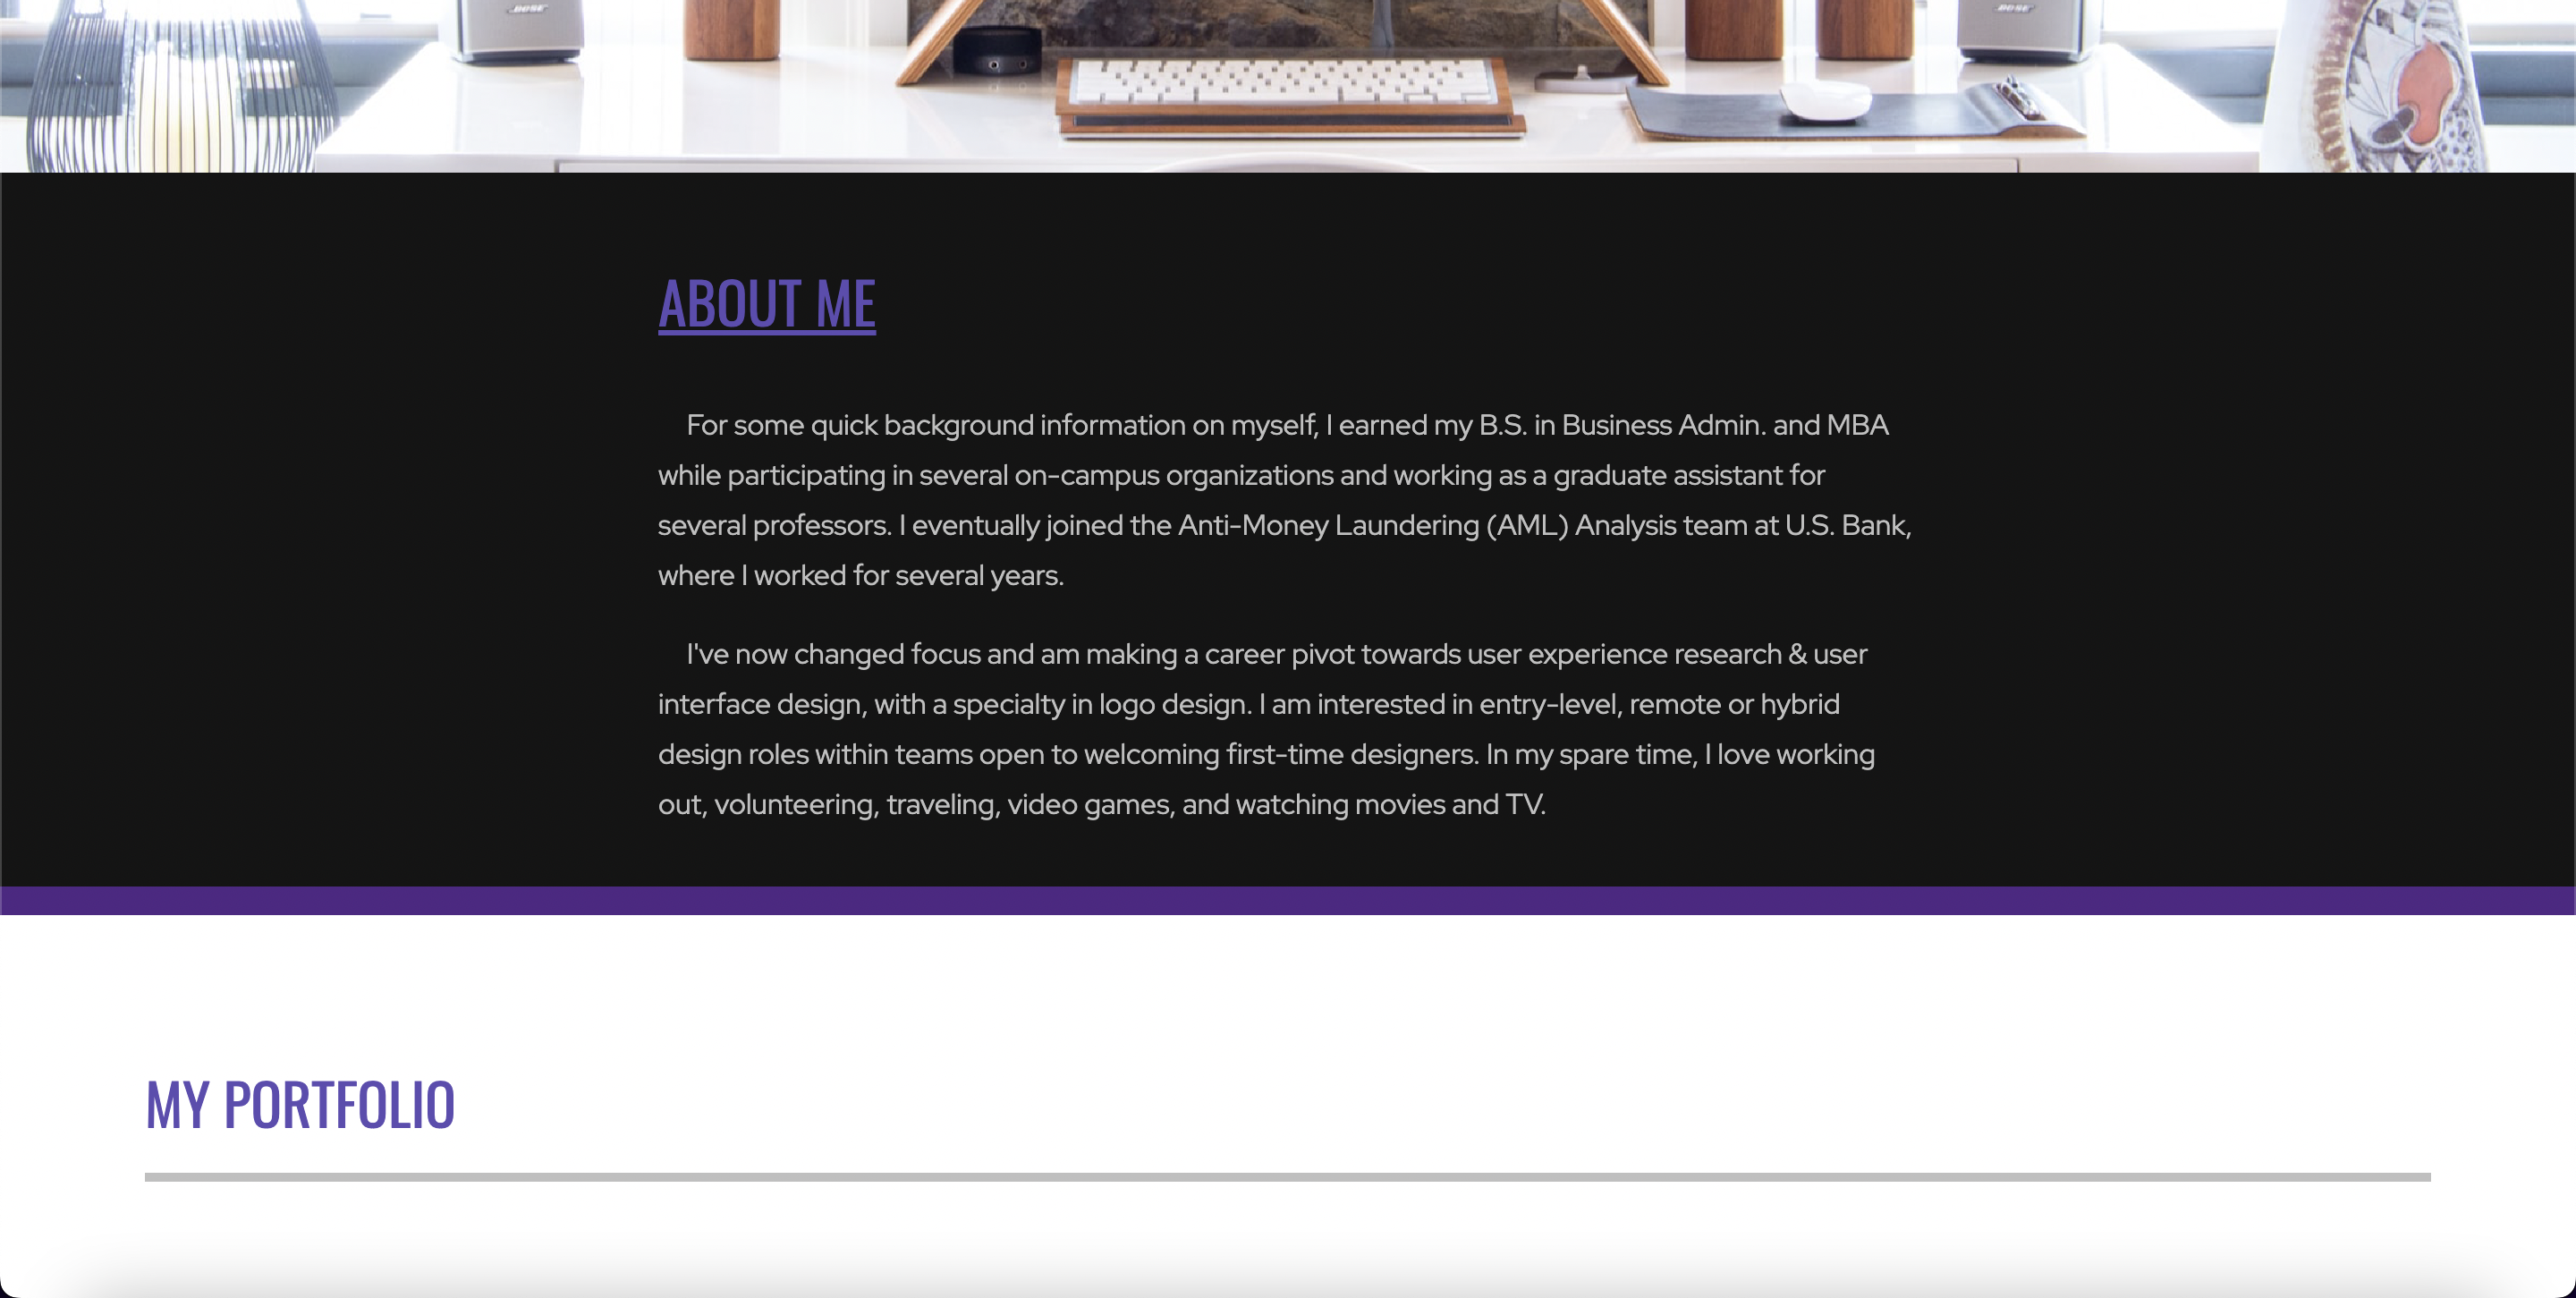 BOSE
BOSE
ABOUT ME
For some quick background information on myself, I earned my B.S. in Business Admin. and MBA
while participating in several on-campus organizations and working as a graduate assistant for
several professors. I eventually joined the Anti-Money Laundering (AML) Analysis team at U.S. Bank,
where I worked for several years.
I've now changed focus and am making a career pivot towards user experience research & user
interface design, with a specialty in logo design. I am interested in entry-level, remote or hybrid
design roles within teams open to welcoming first-time designers. In my spare time, I love working
out, volunteering, traveling, video games, and watching movies and TV.
MY PORTFOLIO